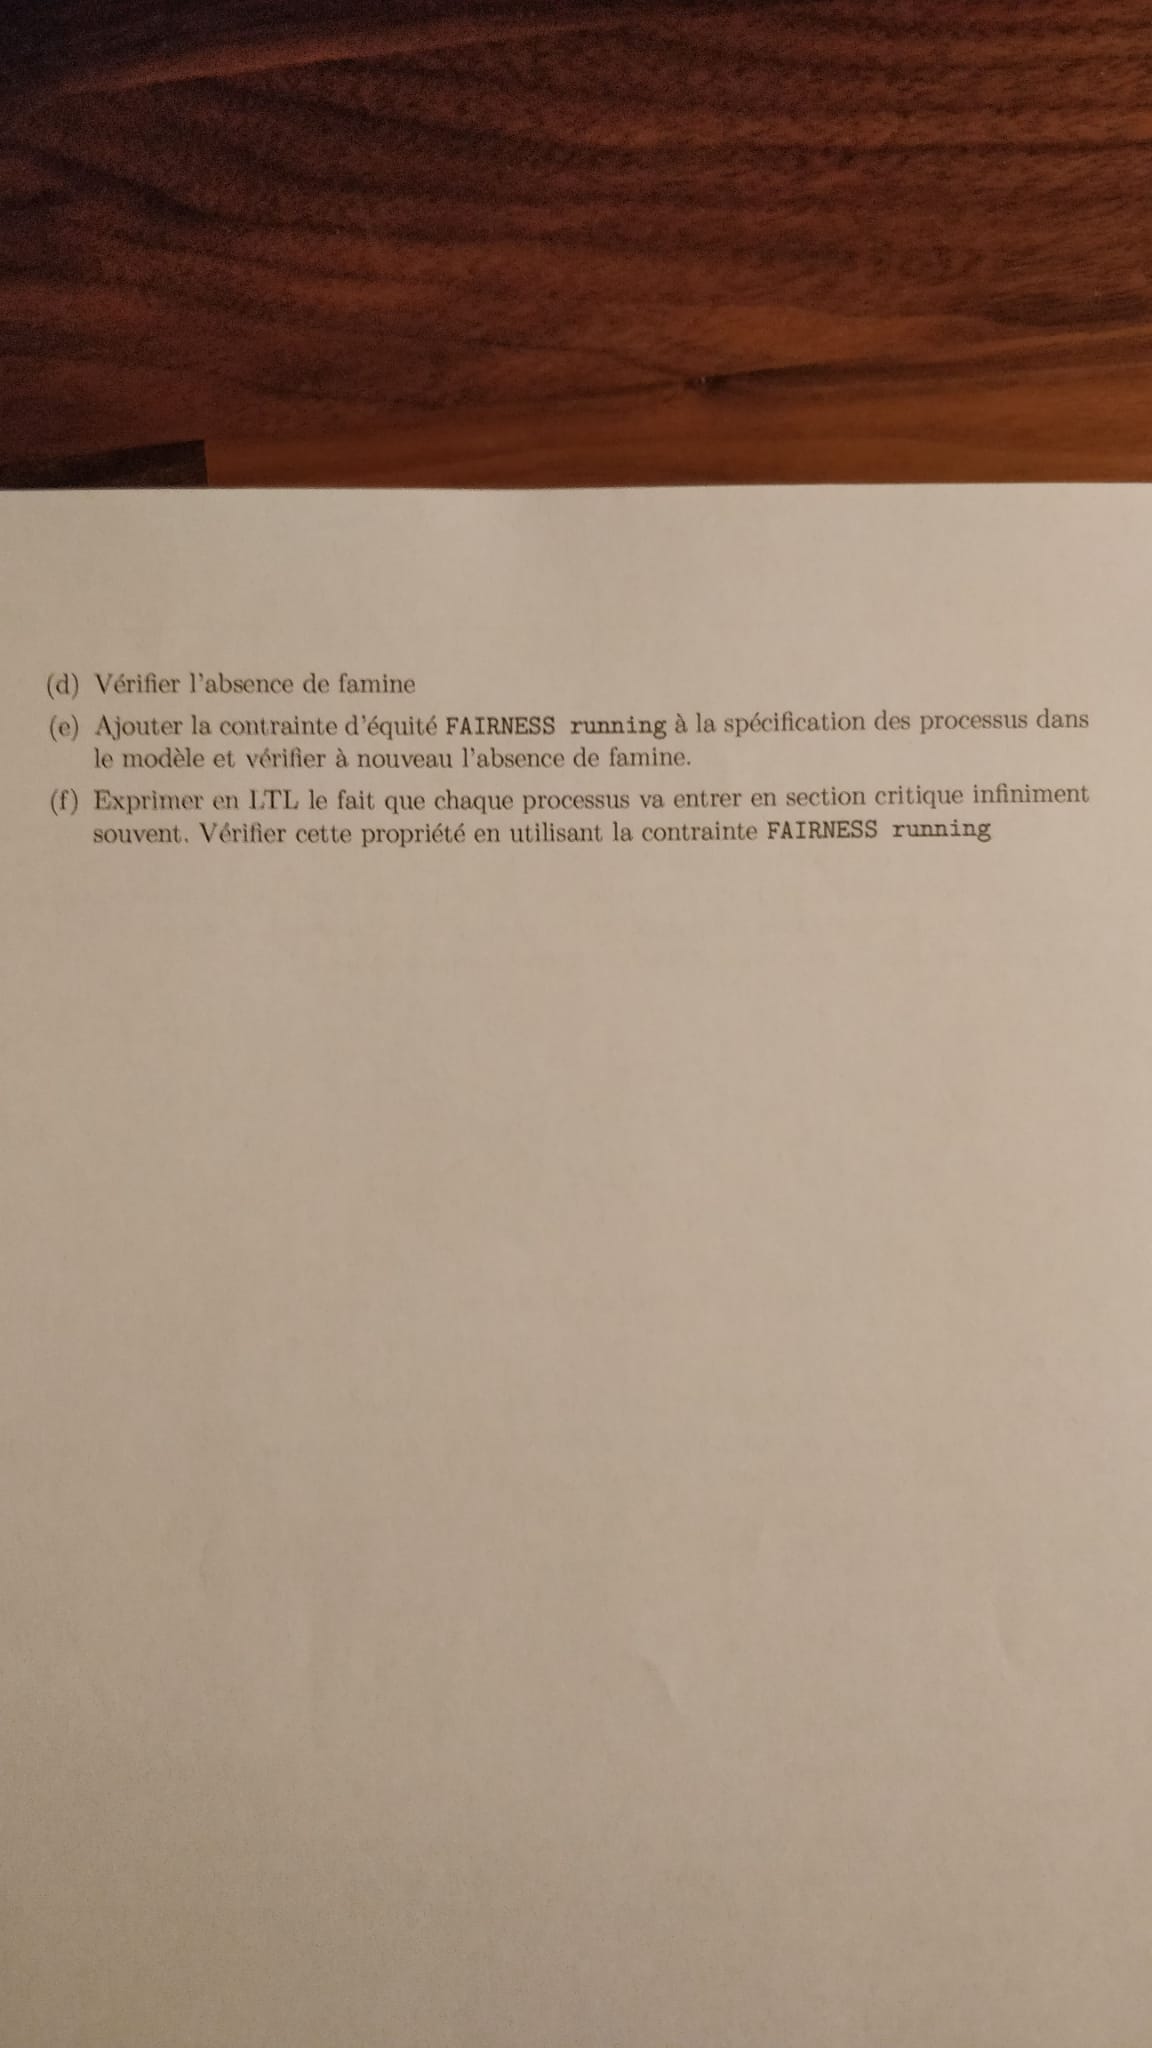 (d) Vérifier l'absence de famine
(e) Ajouter la contrainte d'équité FAIRNESS running à la spécification des processus dans
le modèle et vérifier à nouveau l'absence de famine.
(f) Exprimer en LTL le fait que chaque processus va entrer en section critique infiniment
souvent. Vérifier cette propriété en utilisant la contrainte FAIRNESS running